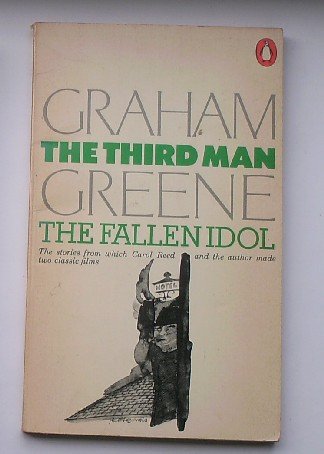 GRAHAM
THE THIRD MAN
GREENE
THE FALLEN IDOL
The stories from which Carol Reed and the author made
two classic films
HOTEL